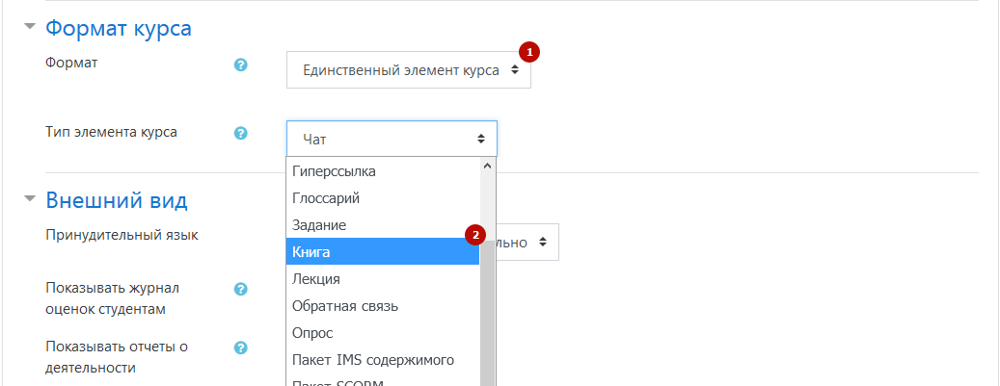 Формат курса
Формат
?
Единственный элемент курса
1
Тип элемента курса
?
Чат
Гиперссылка
Глоссарий
Задание
Книга
2
Лекция
Обратная связь
Опрос
Пакет IMS содержимого
Пакет SCORM
Внешний вид
Принудительный язык
льно
Показывать журнал
оценок студентам
?
Показывать отчеты о
деятельности
?